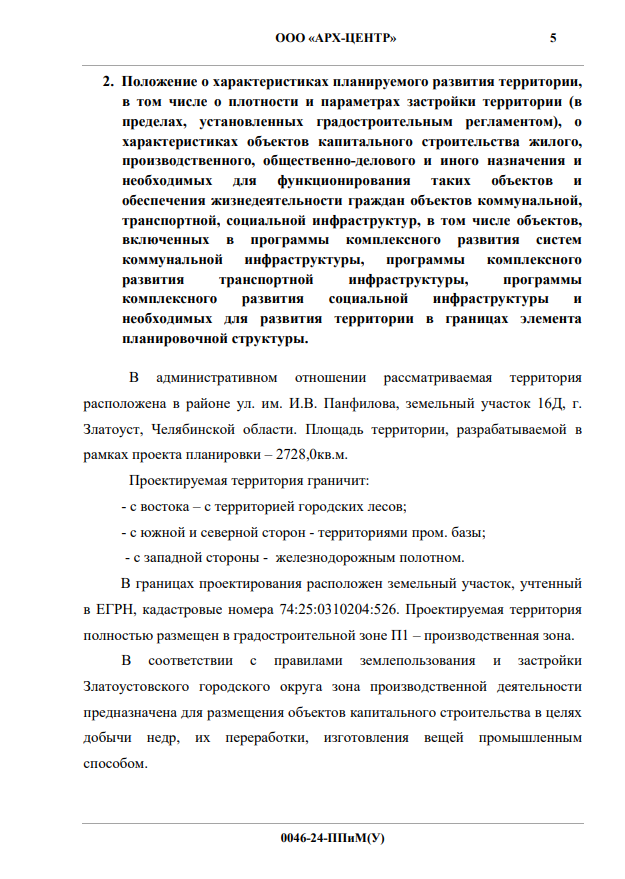 ООО «АРХ-ЦЕНТР» 5
2. Положение о характеристиках планируемого развития территории,
в том числе о плотности и параметрах застройки территории (в
пределах, установленных градостроительным регламентом), о
характеристиках объектов капитального строительства жилого,
производственного, общественно-делового и иного назначения и
необходимых для функционирования таких объектов и
обеспечения жизнедеятельности граждан объектов коммунальной,
транспортной, социальной инфраструктур, в том числе объектов,
включенных в программы комплексного развития систем
коммунальной инфраструктуры, программы комплексного
развития транспортной инфраструктуры, программы
комплексного развития социальной инфраструктуры и
необходимых для развития территории в границах элемента
планировочной структуры.
В административном отношении рассматриваемая территория
расположена в районе ул. им. И.В. Панфилова, земельный участок 16Д, г.
Златоуст, Челябинской области. Площадь территории, разрабатываемой в
рамках проекта планировки – 2728,0кв.м.
Проектируемая территория граничит:
- с востока – с территорией городских лесов;
- с южной и северной сторон - территориями пром. базы;
- с западной стороны - железнодорожным полотном.
В границах проектирования расположен земельный участок, учтенный
в ЕГРН, кадастровые номера 74:25:0310204:526. Проектируемая территория
полностью размещен в градостроительной зоне П1 – производственная зона.
В соответствии с правилами землепользования и застройки
Златоустовского городского округа зона производственной деятельности
предназначена для размещения объектов капитального строительства в целях
добычи недр, их переработки, изготовления вещей промышленным
способом.
0046-24-ППиМ(У)